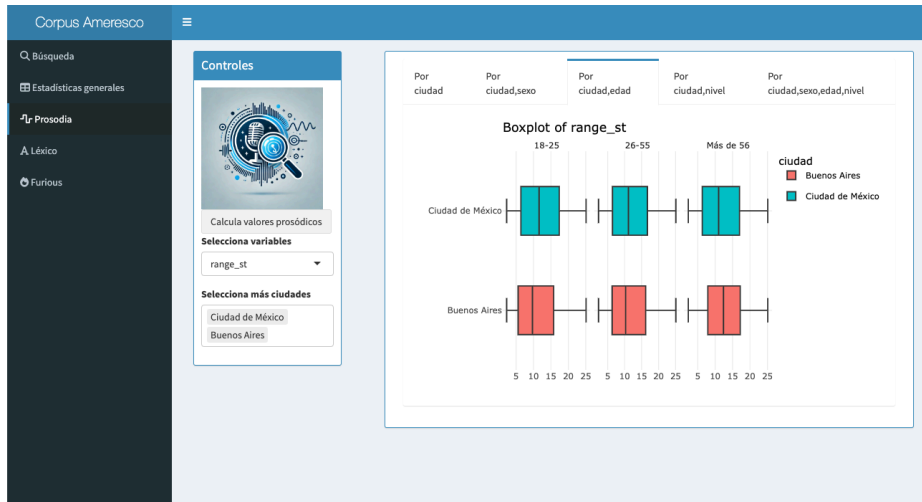 Corpus Ameresco
Búsqueda
Estadísticas generales
Prosodia
Léxico
Furious
Controles
Calcula valores prosódicos
Selecciona variables
range_st
Selecciona más ciudades
Ciudad de México
Buenos Aires
Por ciudad
Por ciudad,sexo
Por ciudad,edad
Por ciudad,nivel
Por ciudad,sexo,edad,nivel
Boxplot of range_st
18-25 26-55 Más de 56
ciudad
Buenos Aires
Ciudad de México
Ciudad de México
Buenos Aires
5 10 15 20 25 5 10 15 20 25 5 10 15 20 25